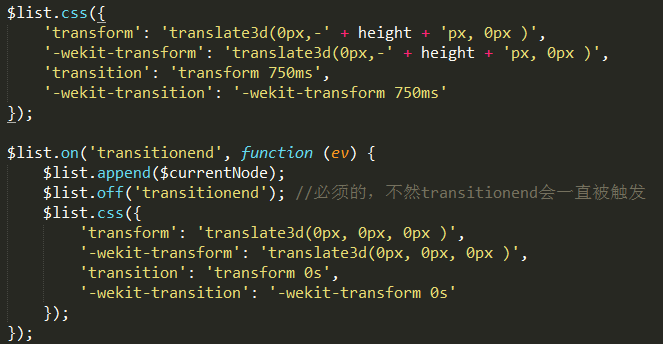 $list.css({
    'transform': 'translate3d(0px,-' + height + 'px, 0px )',
    '-wekit-transform': 'translate3d(0px,-' + height + 'px, 0px )',
    'transition': 'transform 750ms',
    '-wekit-transition': '-wekit-transform 750ms'
});
$list.on('transitionend', function (ev) {
    $list.append($currentNode);
    $list.off('transitionend'); //必须的，不然transitionend会一直被触发
    $list.css({
        'transform': 'translate3d(0px, 0px, 0px )',
        '-wekit-transform': 'translate3d(0px, 0px, 0px )',
        'transition': 'transform 0s',
        '-wekit-transition': '-wekit-transform 0s'
    });
});